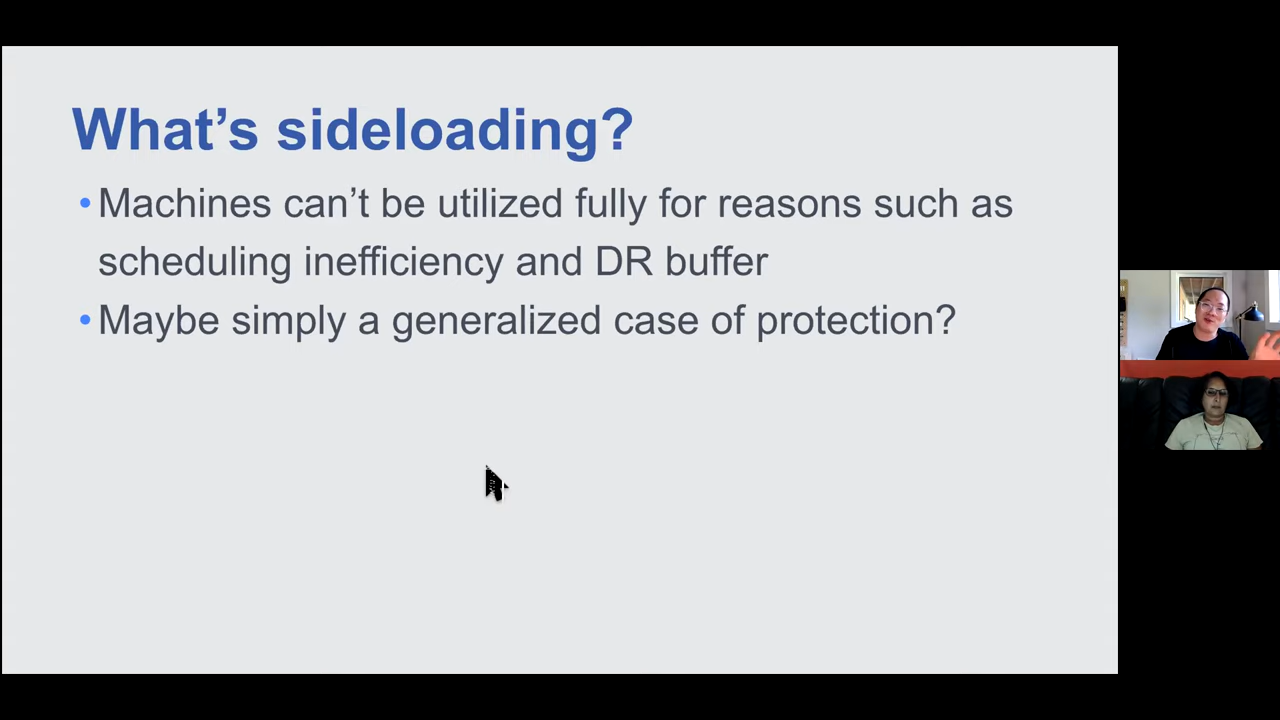 What’s sideloading?
•Machines can’t be utilized fully for reasons such as
scheduling inefficiency and DR buffer
•Maybe simply a generalized case of protection?